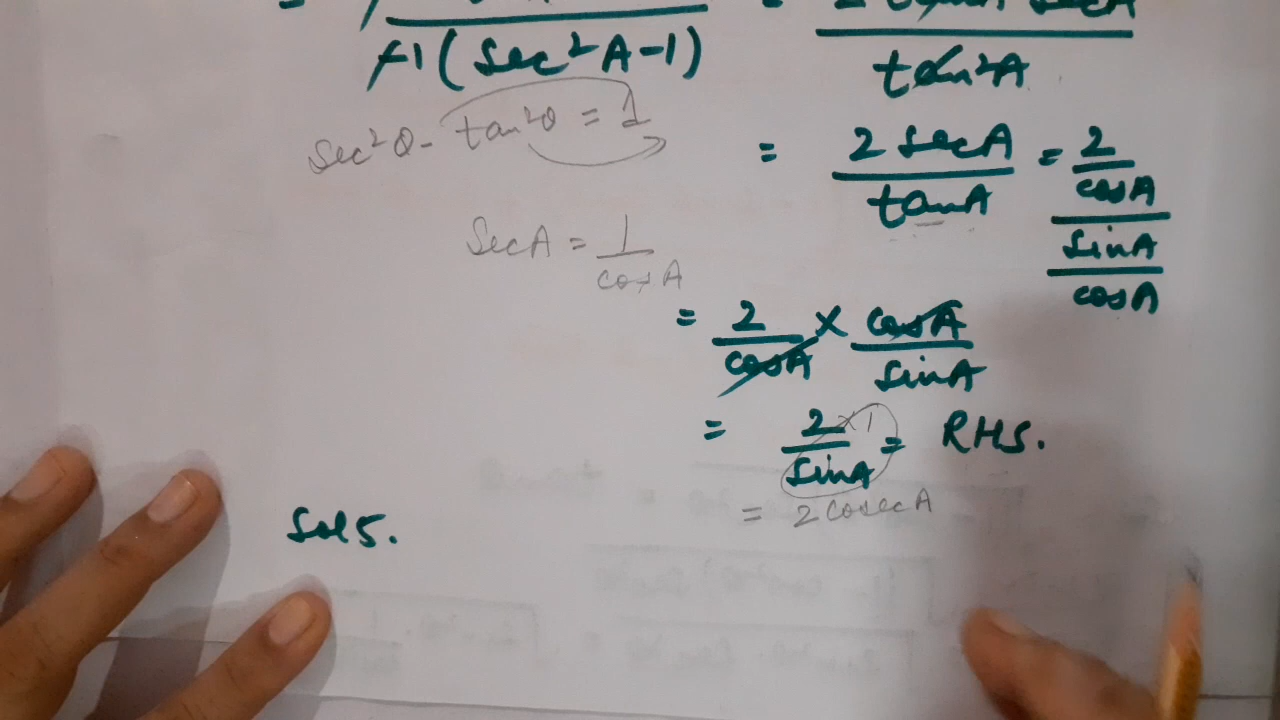 =
=
-1 (Sec²A-1)
tan²A
Sec²θ - tan²θ = 1
= 2 secA / tanA = 2/cosA / sinA/cosA
SecA = 1/cosA
= 2/cosA × cosA/sinA
= 2×1/sinA = RHS.
= 2 cosecA
Sol 5.